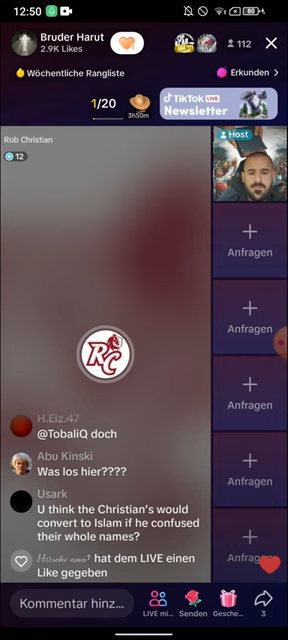 12:50
80
Bruder Harut
2.9K Likes
112
Wöchentliche Rangliste
Erkunden >
1/20
3h50m
TikTok LIVE
Newsletter
Rob Christian
12
Host
Anfragen
Anfragen
Anfragen
Anfragen
Anfragen
RC
H.Elz.47
@TobaliQ doch
Abu Kinski
Was los hier????
Usark
U think the Christian's would
convert to Islam if he confused
their whole names?
hat dem LIVE einen
Like gegeben
Kommentar hinz...
LIVE mi...
Senden
Gesche...
3